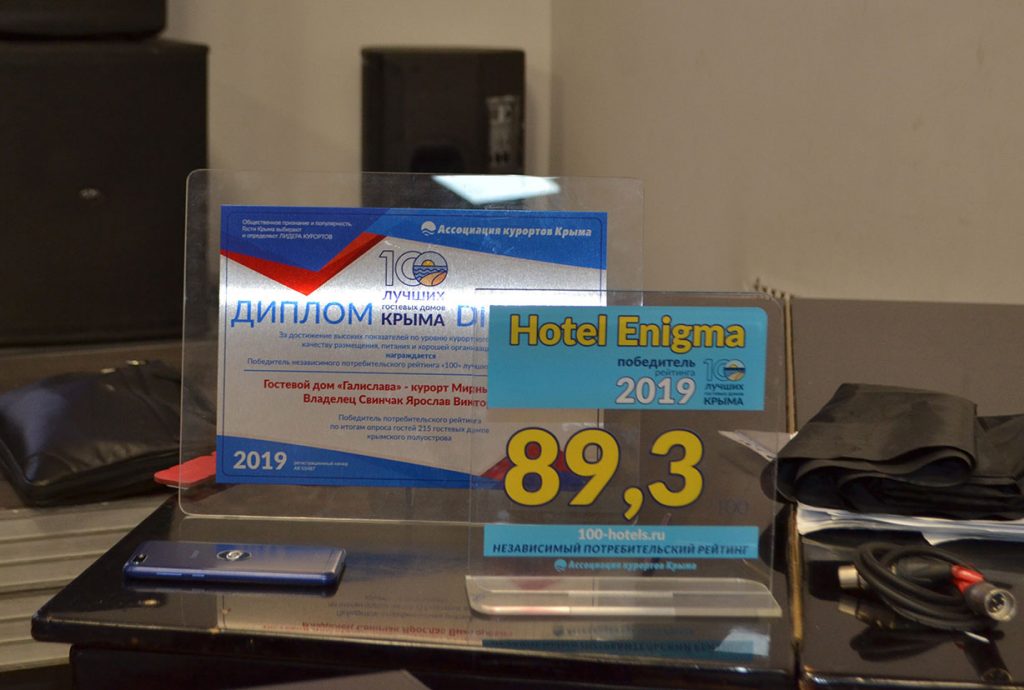 Общественное признание и популярность.
Гости Крыма выбирают
и определяют ЛИДЕРА КУРОРТОВ
Ассоциация курортов Крыма
100
лучших
гостевых домов
КРЫМА
ДИПЛОМ
За достижение высоких показателей по уровню
качеству размещения, питания и хорошей
награждается
Победитель независимого потребительского рейтинга «100»
Гостевой дом «Галислава» - курорт
Владелец Свинчак Ярослав
Победитель потребительского рейтинга
по итогам опроса гостей 215 гостевых домов
крымского полуострова
2019
регистрационный номер
Hotel Enigma
победитель
рейтинга
2019
100
лучших
гостевых домов
КРЫМА
89,3
100
100-hotels.ru
НЕЗАВИСИМЫЙ ПОТРЕБИТЕЛЬСКИЙ РЕЙТИНГ
Ассоциация курортов Крыма